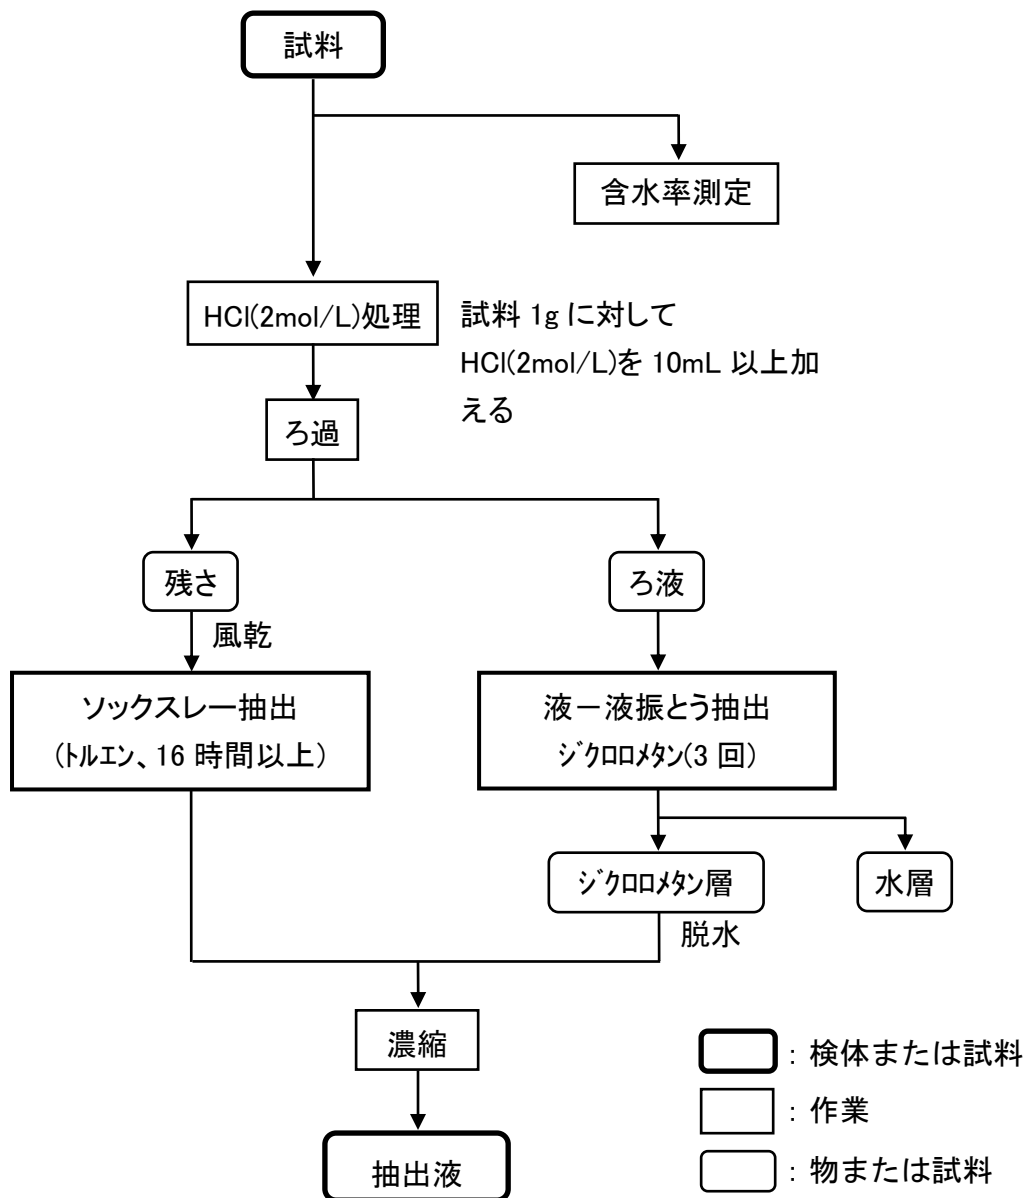 試料
含水率測定
HCl(2mol/L)処理
試料 1g に対して
HCl(2mol/L)を 10mL 以上加
える
ろ過
残さ
ろ液
風乾
ソックスレー抽出
(ﾄﾙｴﾝ、16 時間以上)
液－液振とう抽出
ｼﾞｸﾛﾛﾒﾀﾝ(3 回)
ｼﾞｸﾛﾛﾒﾀﾝ層
水層
脱水
濃縮
抽出液
：検体または試料
：作業
：物または試料